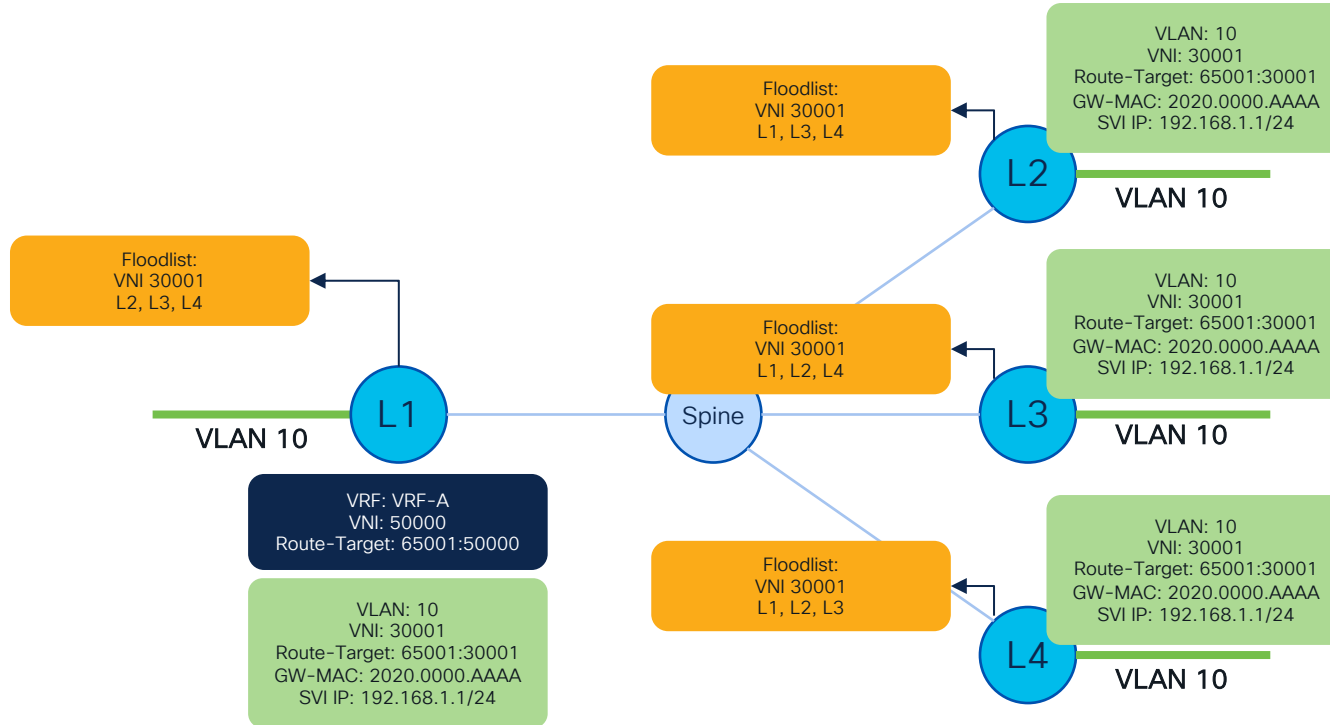 VLAN: 10
VNI: 30001
Route-Target: 65001:30001
GW-MAC: 2020.0000.AAAA
SVI IP: 192.168.1.1/24
Floodlist:
VNI 30001
L1, L3, L4
L2
VLAN 10
Floodlist:
VNI 30001
L2, L3, L4
L1
VLAN 10
VRF: VRF-A
VNI: 50000
Route-Target: 65001:50000
VLAN: 10
VNI: 30001
Route-Target: 65001:30001
GW-MAC: 2020.0000.AAAA
SVI IP: 192.168.1.1/24
Floodlist:
VNI 30001
L1, L2, L4
Spine
VLAN: 10
VNI: 30001
Route-Target: 65001:30001
GW-MAC: 2020.0000.AAAA
SVI IP: 192.168.1.1/24
L3
VLAN 10
Floodlist:
VNI 30001
L1, L2, L3
VLAN: 10
VNI: 30001
Route-Target: 65001:30001
GW-MAC: 2020.0000.AAAA
SVI IP: 192.168.1.1/24
L4
VLAN 10